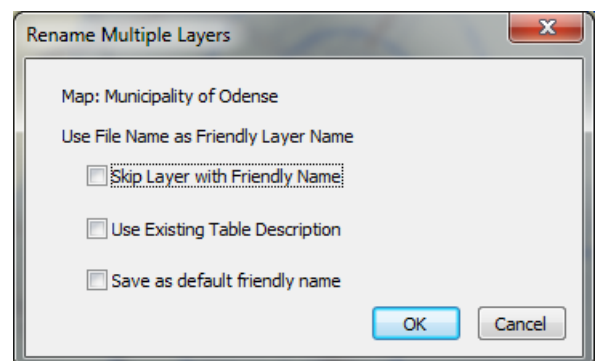 Rename Multiple Layers
Map: Municipality of Odense
Use File Name as Friendly Layer Name
Skip Layer with Friendly Name
Use Existing Table Description
Save as default friendly name
OK Cancel